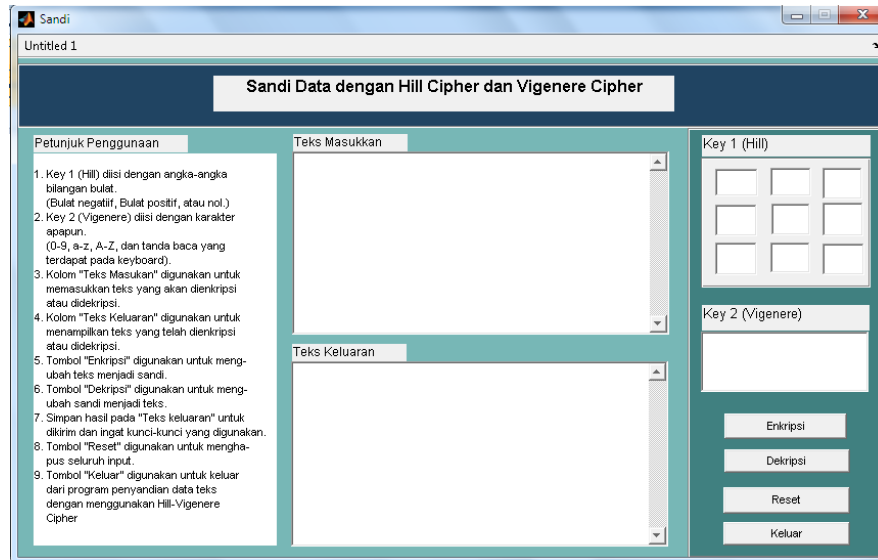 Sandi
Untitled 1
Sandi Data dengan Hill Cipher dan Vigenere Cipher
Petunjuk Penggunaan
1. Key 1 (Hill) diisi dengan angka-angka
bilangan bulat.
(Bulat negatiif, Bulat positif, atau nol.)
2. Key 2 (Vigenere) diisi dengan karakter
apapun.
(0-9, a-z, A-Z, dan tanda baca yang
terdapat pada keyboard).
3. Kolom "Teks Masukan" digunakan untuk
memasukkan teks yang akan dienkripsi
atau didekripsi.
4. Kolom "Teks Keluaran" digunakan untuk
menampilkan teks yang telah dienkripsi
atau didekripsi.
5. Tombol "Enkripsi" digunakan untuk meng-
ubah teks menjadi sandi.
6. Tombol "Dekripsi" digunakan untuk meng-
ubah sandi menjadi teks.
7. Simpan hasil pada "Teks keluaran" untuk
dikirim dan ingat kunci-kunci yang digunakan.
8. Tombol "Reset" digunakan untuk mengha-
pus seluruh input.
9. Tombol "Keluar" digunakan untuk keluar
dari program penyandian data teks
dengan menggunakan Hill-Vigenere
Cipher
Teks Masukkan
Teks Keluaran
Key 1 (Hill)
Key 2 (Vigenere)
Enkripsi
Dekripsi
Reset
Keluar